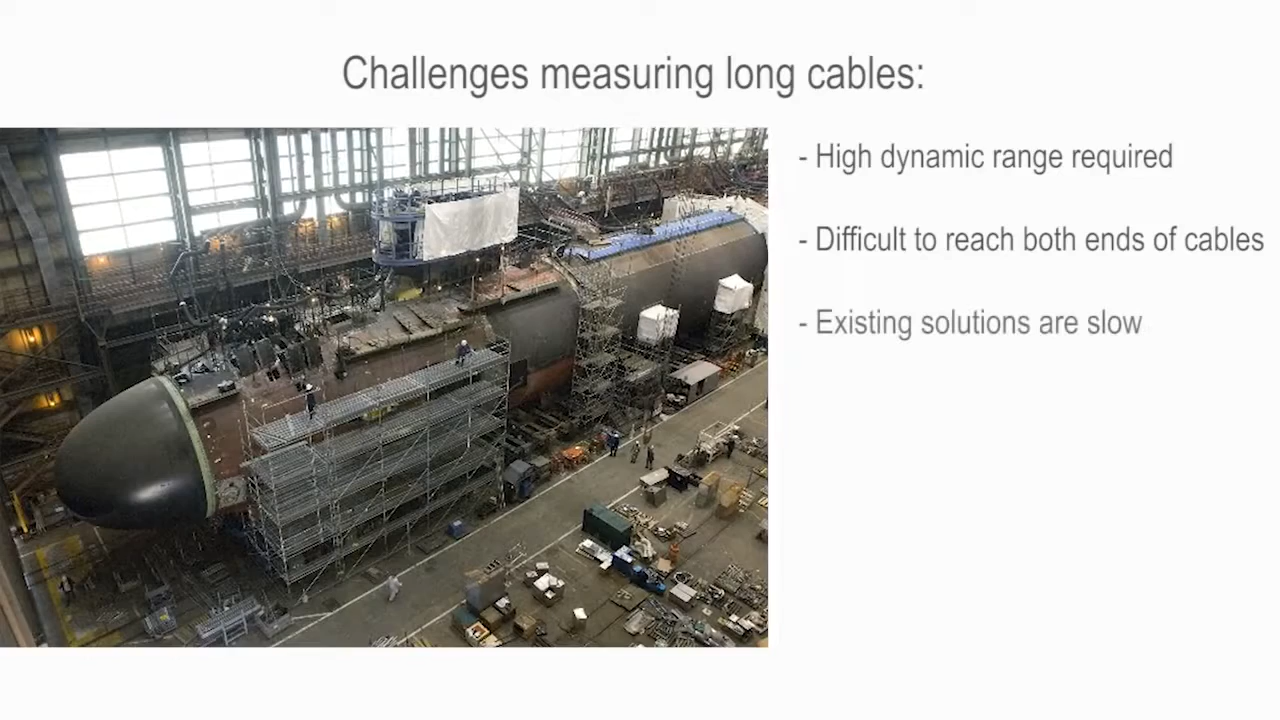 Challenges measuring long cables:
- High dynamic range required
- Difficult to reach both ends of cables
- Existing solutions are slow